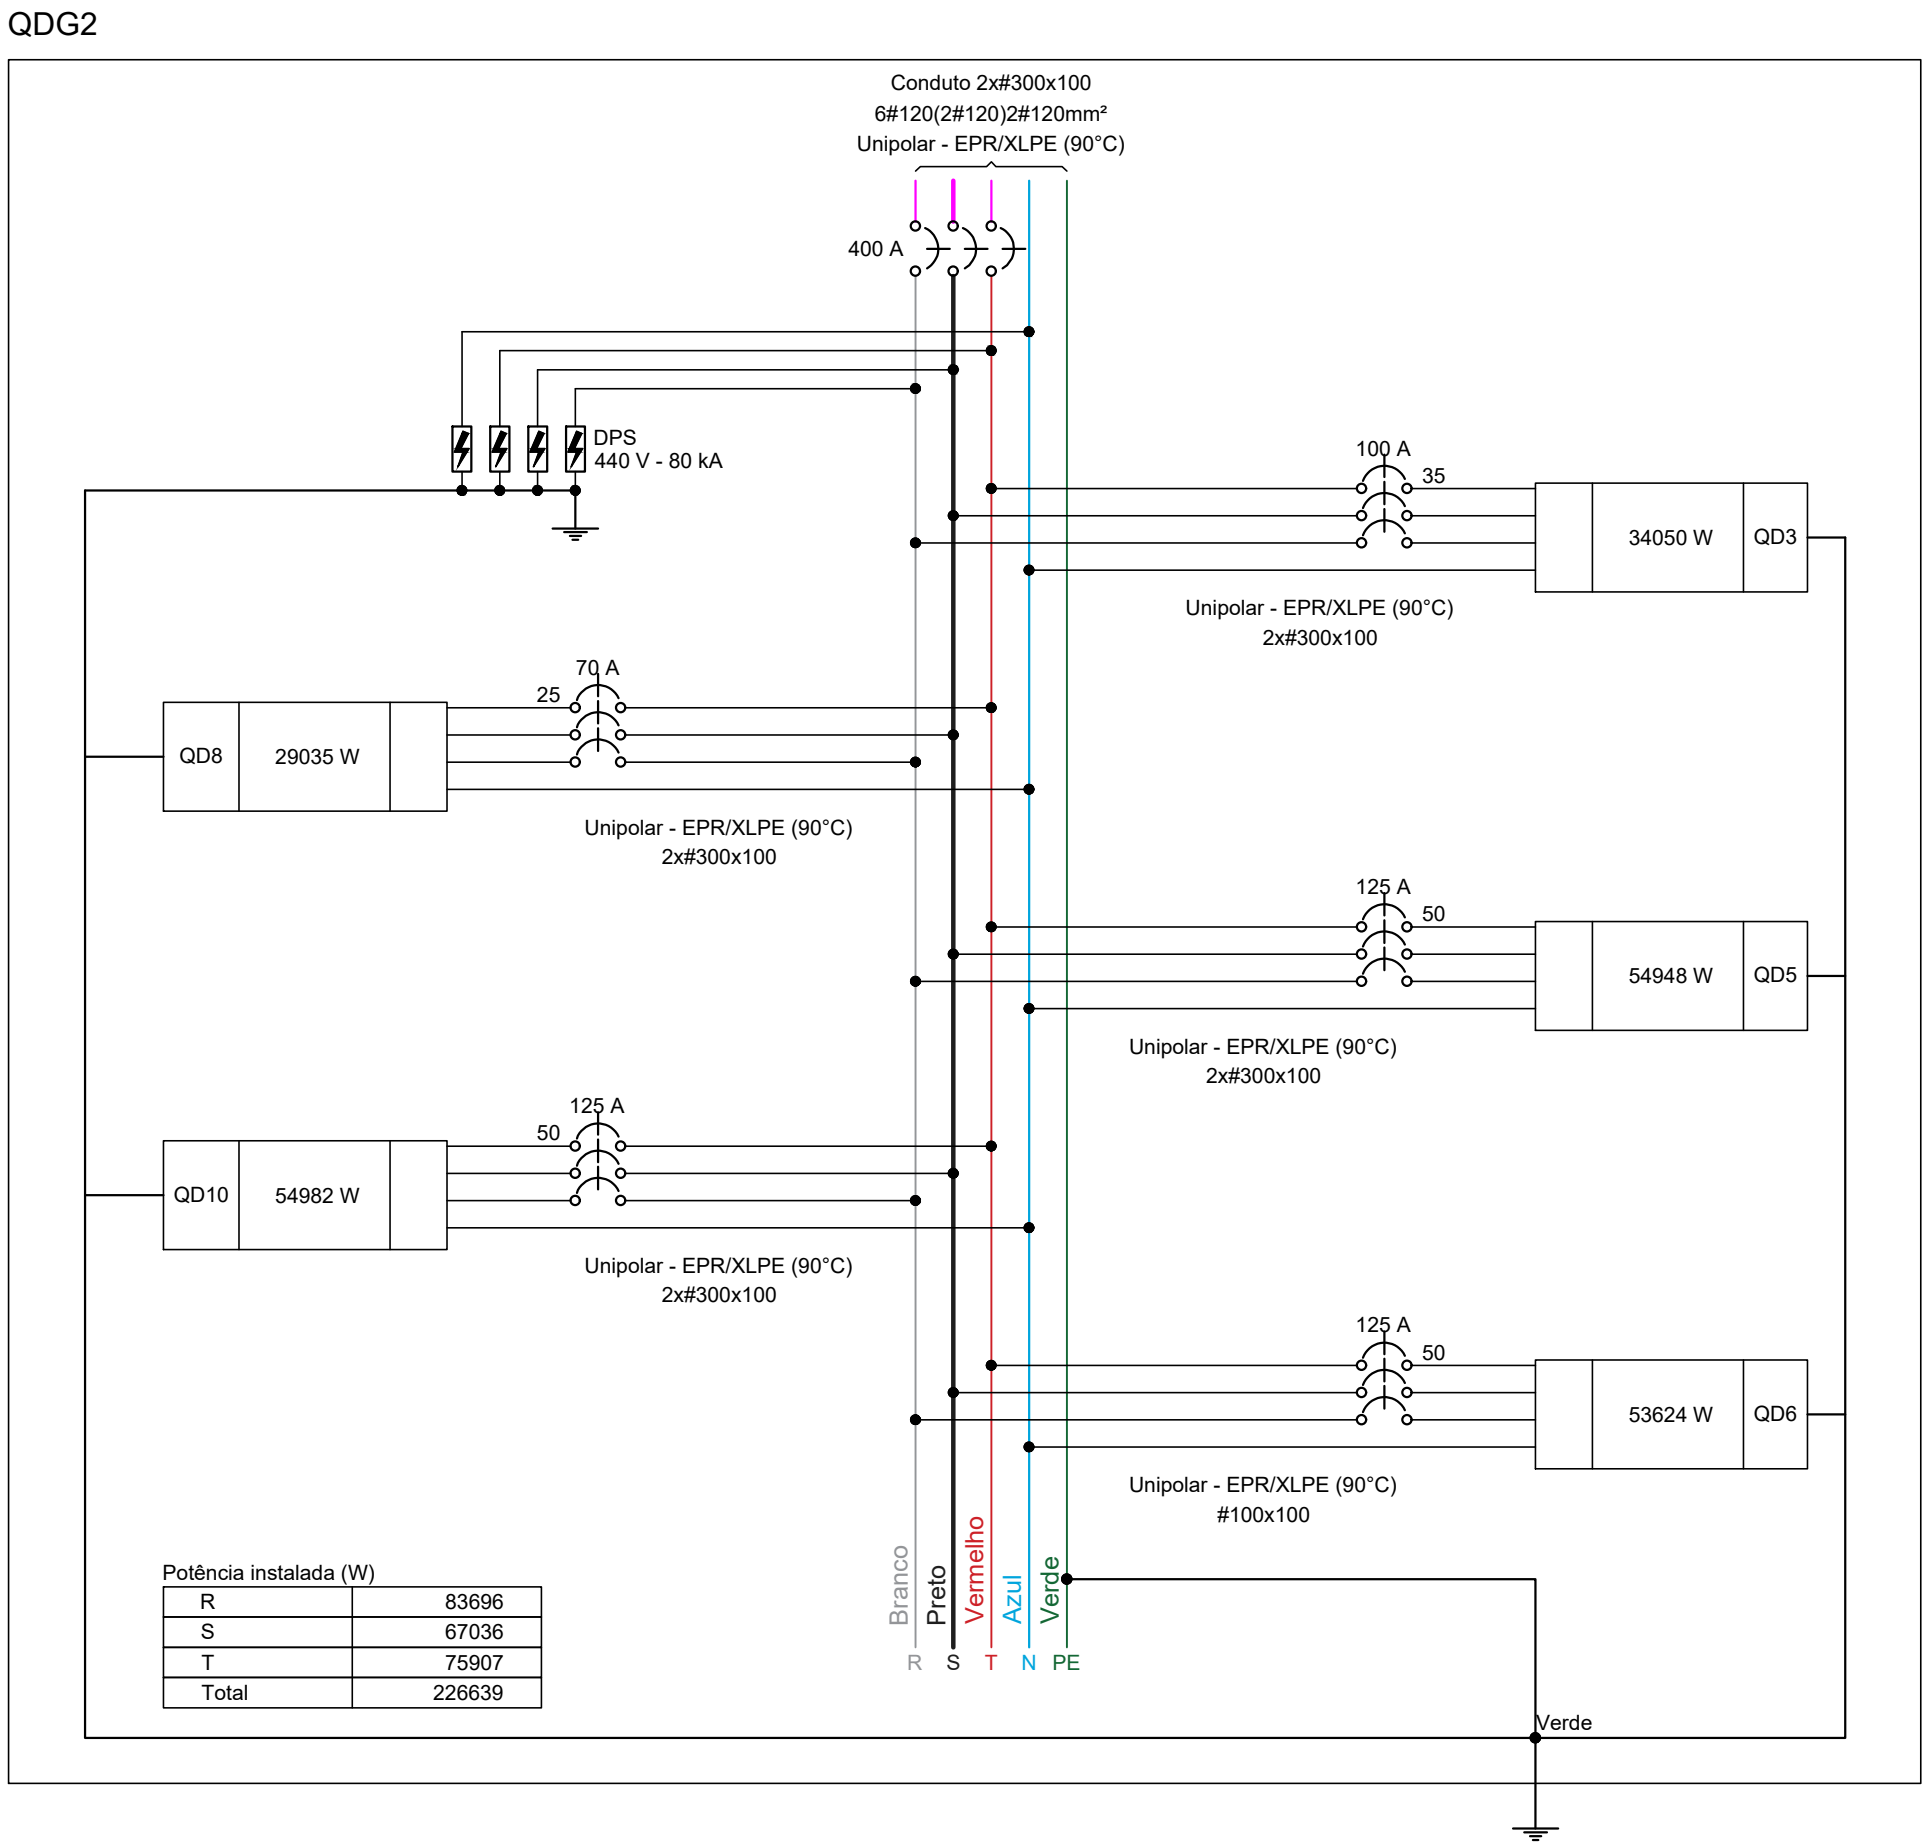 QDG2
Conduto 2x#300x100
6#120(2#120)2#120mm²
Unipolar - EPR/XLPE (90°C)
400 A
DPS
440 V - 80 kA
100 A
35
34050 W
QD3
Unipolar - EPR/XLPE (90°C)
2x#300x100
70 A
25
QD8
29035 W
Unipolar - EPR/XLPE (90°C)
2x#300x100
125 A
50
54948 W
QD5
Unipolar - EPR/XLPE (90°C)
2x#300x100
125 A
50
QD10
54982 W
Unipolar - EPR/XLPE (90°C)
2x#300x100
125 A
50
53624 W
QD6
Unipolar - EPR/XLPE (90°C)
#100x100
Potência instalada (W)
R 83696
S 67036
T 75907
Total 226639
Branco
Preto
Vermelho
Azul
Verde
R S T N PE
Verde